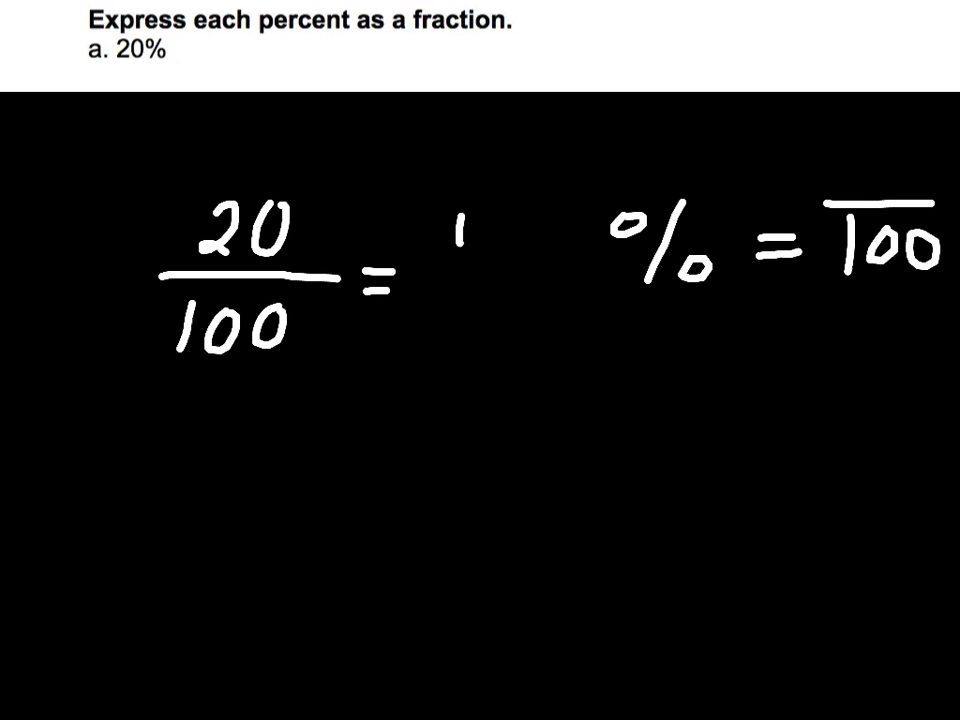 Express each percent as a fraction.
a. 20%
20/100 = 1
% = /100